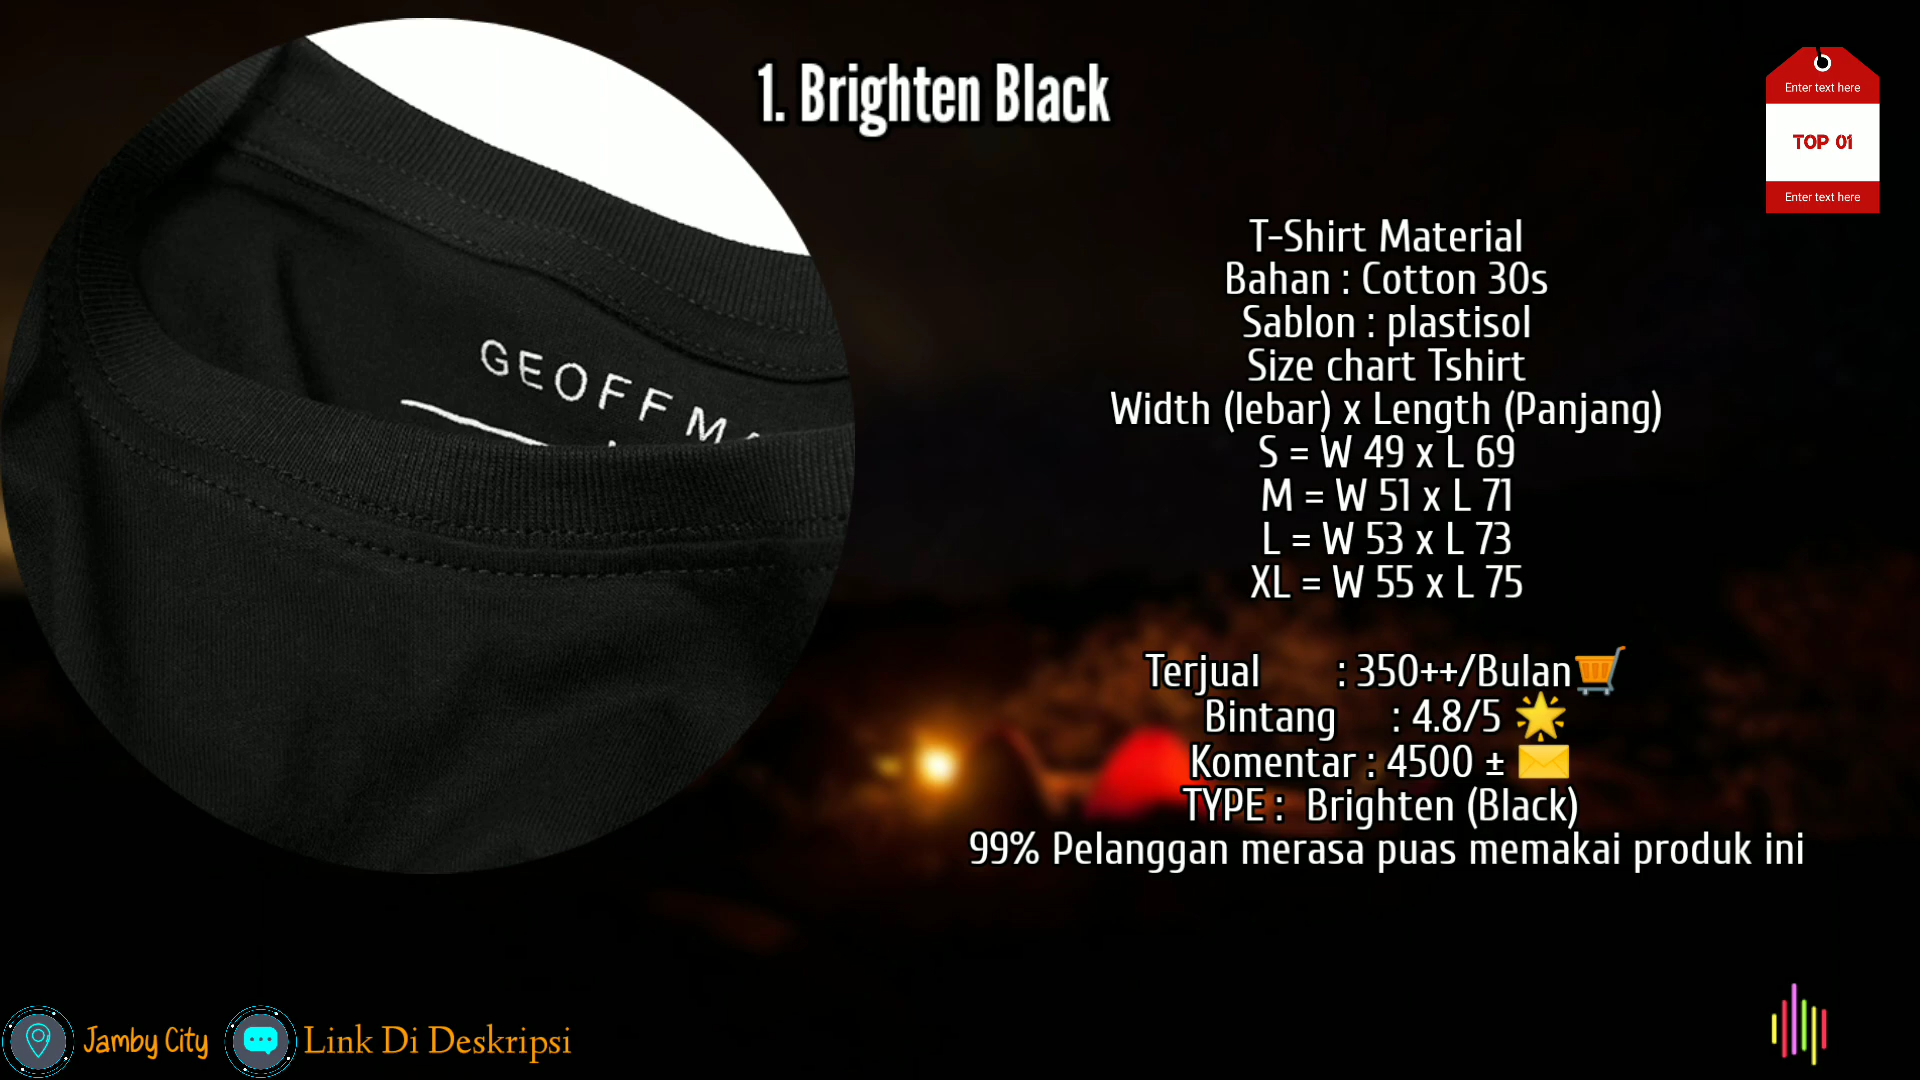 1. Brighten Black
Enter text here
TOP 01
Enter text here
GEOFF
T-Shirt Material
Bahan : Cotton 30s
Sablon : plastisol
Size chart Tshirt
Width (lebar) x Length (Panjang)
S = W 49 x L 69
M = W 51 x L 71
L = W 53 x L 73
XL = W 55 x L 75
Terjual : 350++/Bulan🛒
Bintang : 4.8/5 🌟
Komentar : 4500 ± ✉️
TYPE : Brighten (Black)
99% Pelanggan merasa puas memakai produk ini
Jamby City
Link Di Deskripsi